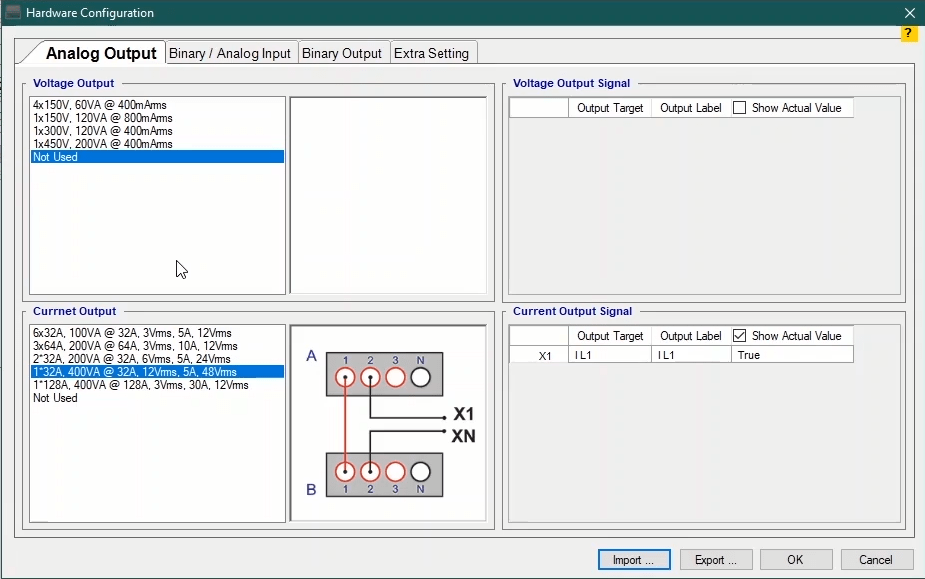 Hardware Configuration
?
Analog Output
Binary / Analog Input
Binary Output
Extra Setting
Voltage Output
4x150V, 60VA @ 400mArms
1x150V, 120VA @ 800mArms
1x300V, 120VA @ 400mArms
1x450V, 200VA @ 400mArms
Not Used
Voltage Output Signal
Output Target Output Label Show Actual Value
Currnet Output
6x32A, 100VA @ 32A, 3Vrms, 5A, 12Vrms
3x64A, 200VA @ 64A, 3Vrms, 10A, 12Vrms
2*32A, 200VA @ 32A, 6Vrms, 5A, 24Vrms
1*32A, 400VA @ 32A, 12Vrms, 5A, 48Vrms
1*128A, 400VA @ 128A, 3Vrms, 30A, 12Vrms
Not Used
A
1 2 3 N
X1
XN
B
1 2 3 N
Current Output Signal
Output Target Output Label Show Actual Value
X1 I L1 I L1 True
Import ...
Export ...
OK
Cancel